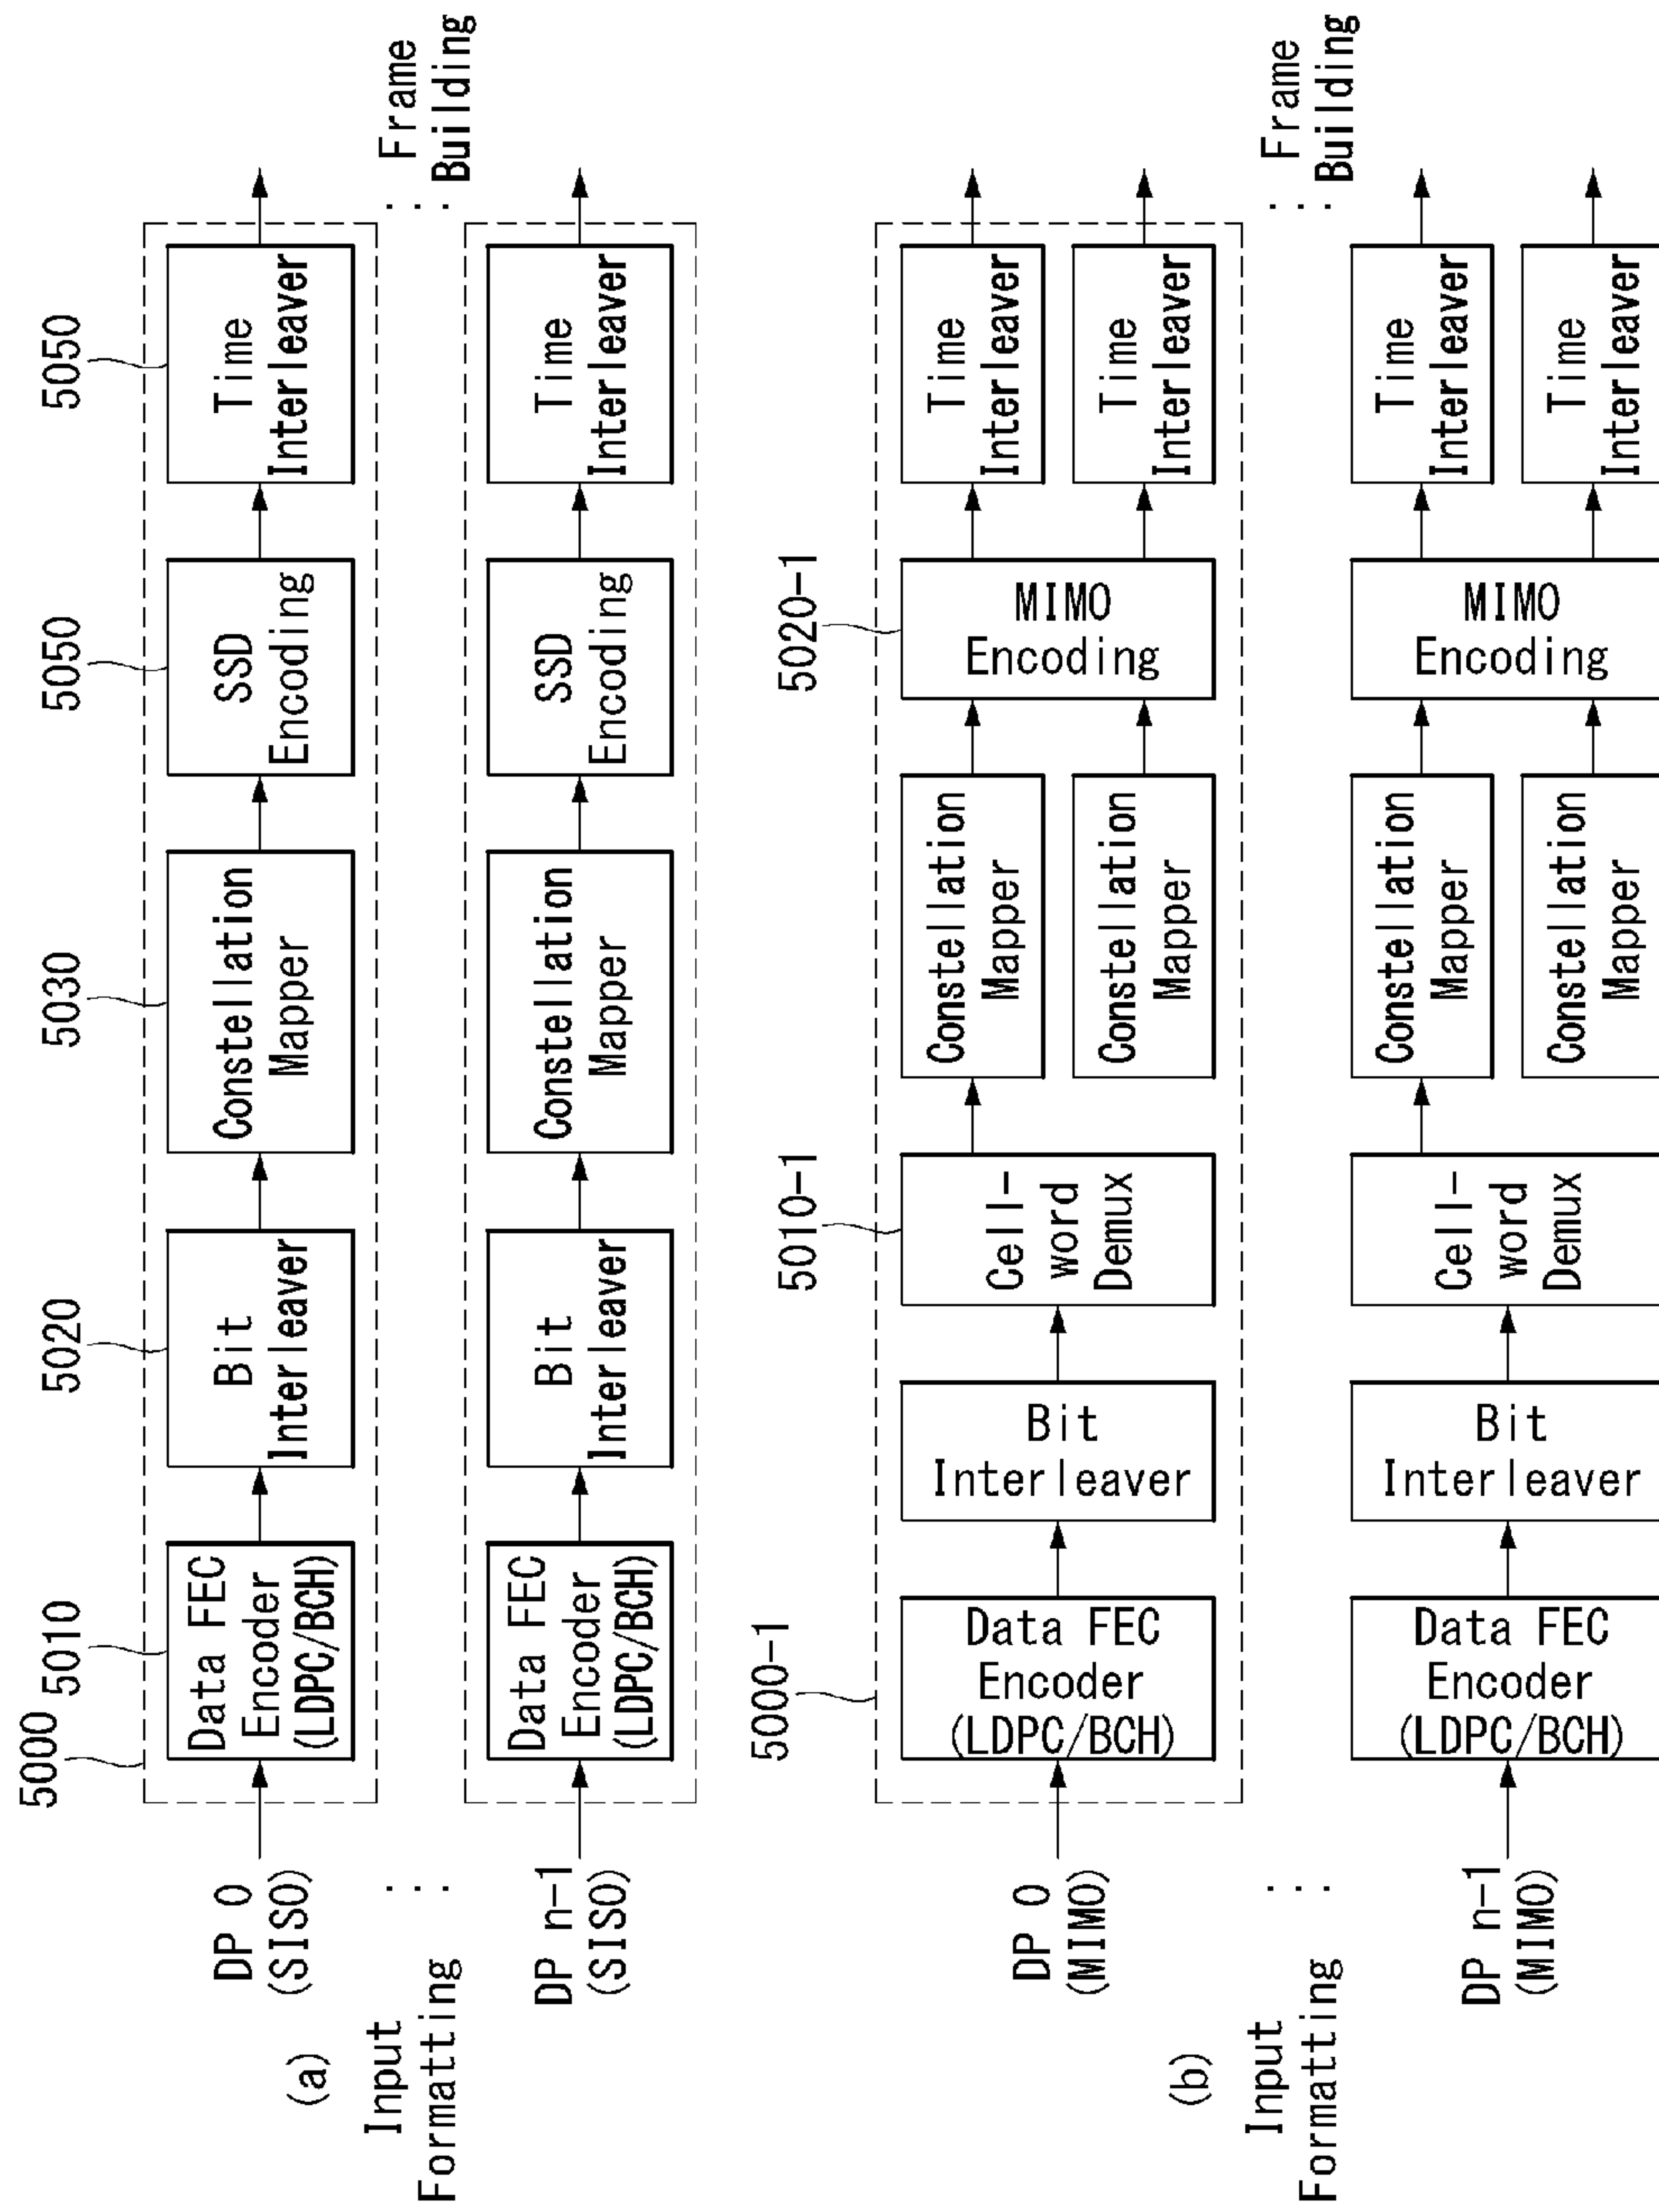 5000
5010
5020
5030
5050
5050
DP 0
(SISO)
Data FEC
Encoder
(LDPC/BCH)
Bit
Interleaver
Constellation
Mapper
SSD
Encoding
Time
Interleaver
(a)
Input
Formatting
...
...
Frame
Building
DP n-1
(SISO)
Data FEC
Encoder
(LDPC/BCH)
Bit
Interleaver
Constellation
Mapper
SSD
Encoding
Time
Interleaver
5000-1
5010-1
5020-1
DP 0
(MIMO)
Data FEC
Encoder
(LDPC/BCH)
Bit
Interleaver
Cell-
word
Demux
Constellation
Mapper
Constellation
Mapper
MIMO
Encoding
Time
Interleaver
Time
Interleaver
(b)
Input
Formatting
...
...
Frame
Building
DP n-1
(MIMO)
Data FEC
Encoder
(LDPC/BCH)
Bit
Interleaver
Cell-
word
Demux
Constellation
Mapper
Constellation
Mapper
MIMO
Encoding
Time
Interleaver
Time
Interleaver